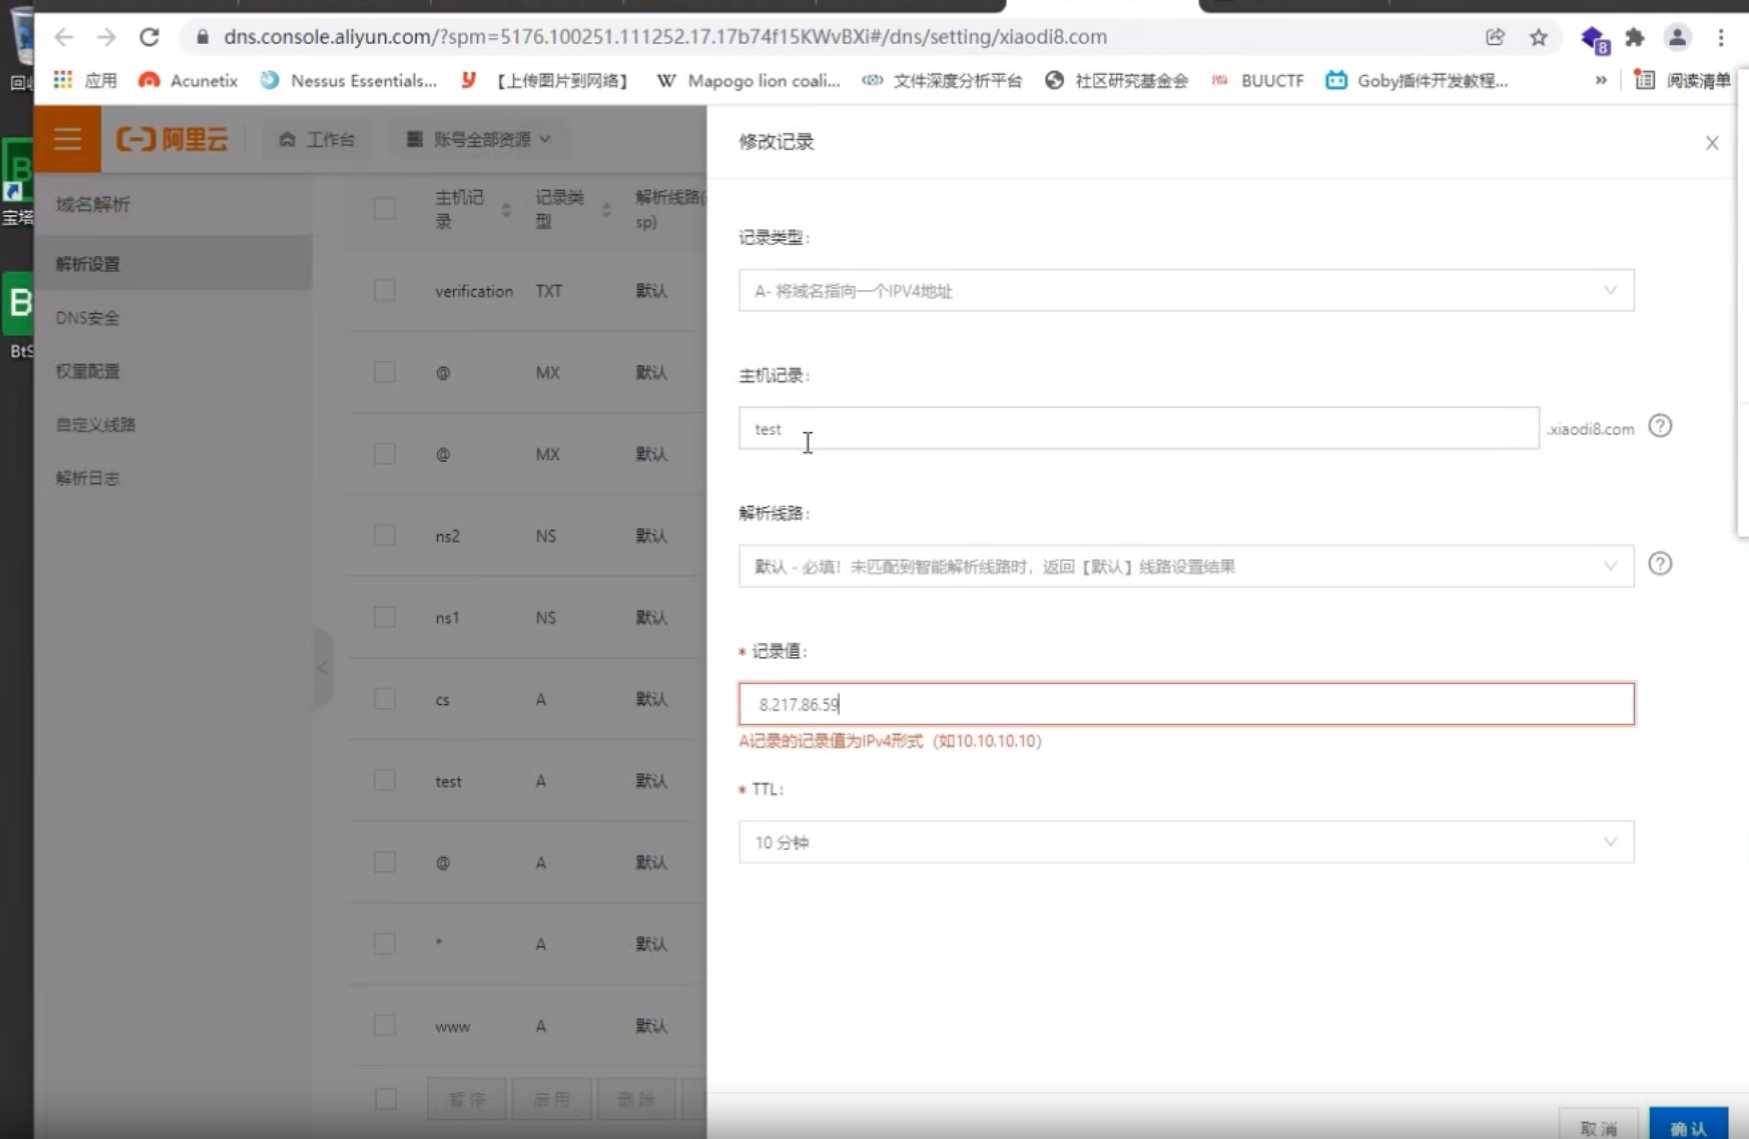 回收
dns.console.aliyun.com/?spm=5176.100251.111252.17.17b74f15KWvBXi#/dns/setting/xiaodi8.com
8
应用 Acunetix Nessus Essentials... 【上传图片到网络】 W Mapogo lion coali... 文件深度分析平台 社区研究基金会 BUUCTF Goby插件开发教程... » 阅读清单
阿里云 工作台 账号全部资源
宝塔
BtS
域名解析
解析设置
DNS安全
权重配置
自定义线路
解析日志
主机记录 记录类型 解析线路(isp)
verification TXT 默认
@ MX 默认
@ MX 默认
ns2 NS 默认
ns1 NS 默认
cs A 默认
test A 默认
@ A 默认
* A 默认
www A 默认
暂停 启用 删除
修改记录
记录类型:
A- 将域名指向一个IPV4地址
主机记录:
test .xiaodi8.com
解析线路:
默认 - 必填！未匹配到智能解析线路时，返回【默认】线路设置结果
* 记录值:
8.217.86.59
A记录的记录值为IPv4形式（如10.10.10.10）
* TTL:
10 分钟
取消 确认